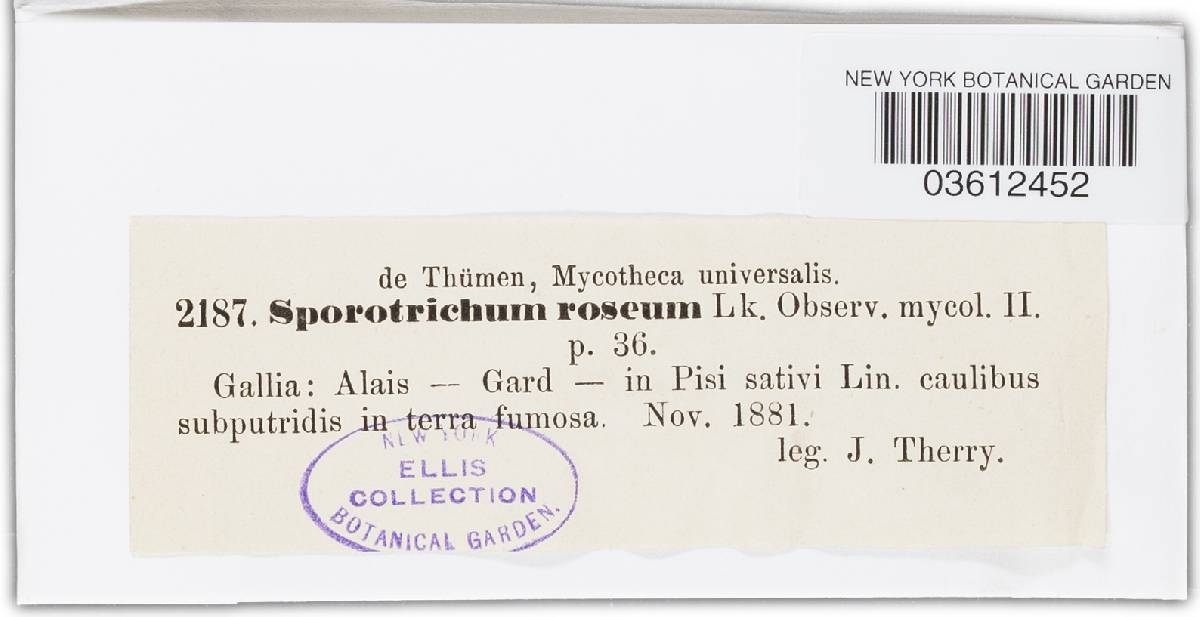 NEW YORK BOTANICAL GARDEN
03612452
de Thümen, Mycotheca universalis.
2187. Sporotrichum roseum Lk. Observ. mycol. II.
p. 36.
Gallia: Alais — Gard — in Pisi sativi Lin. caulibus
subputridis in terra fumosa. Nov. 1881.
leg. J. Therry.
NEW YORK
ELLIS
COLLECTION
BOTANICAL GARDEN.